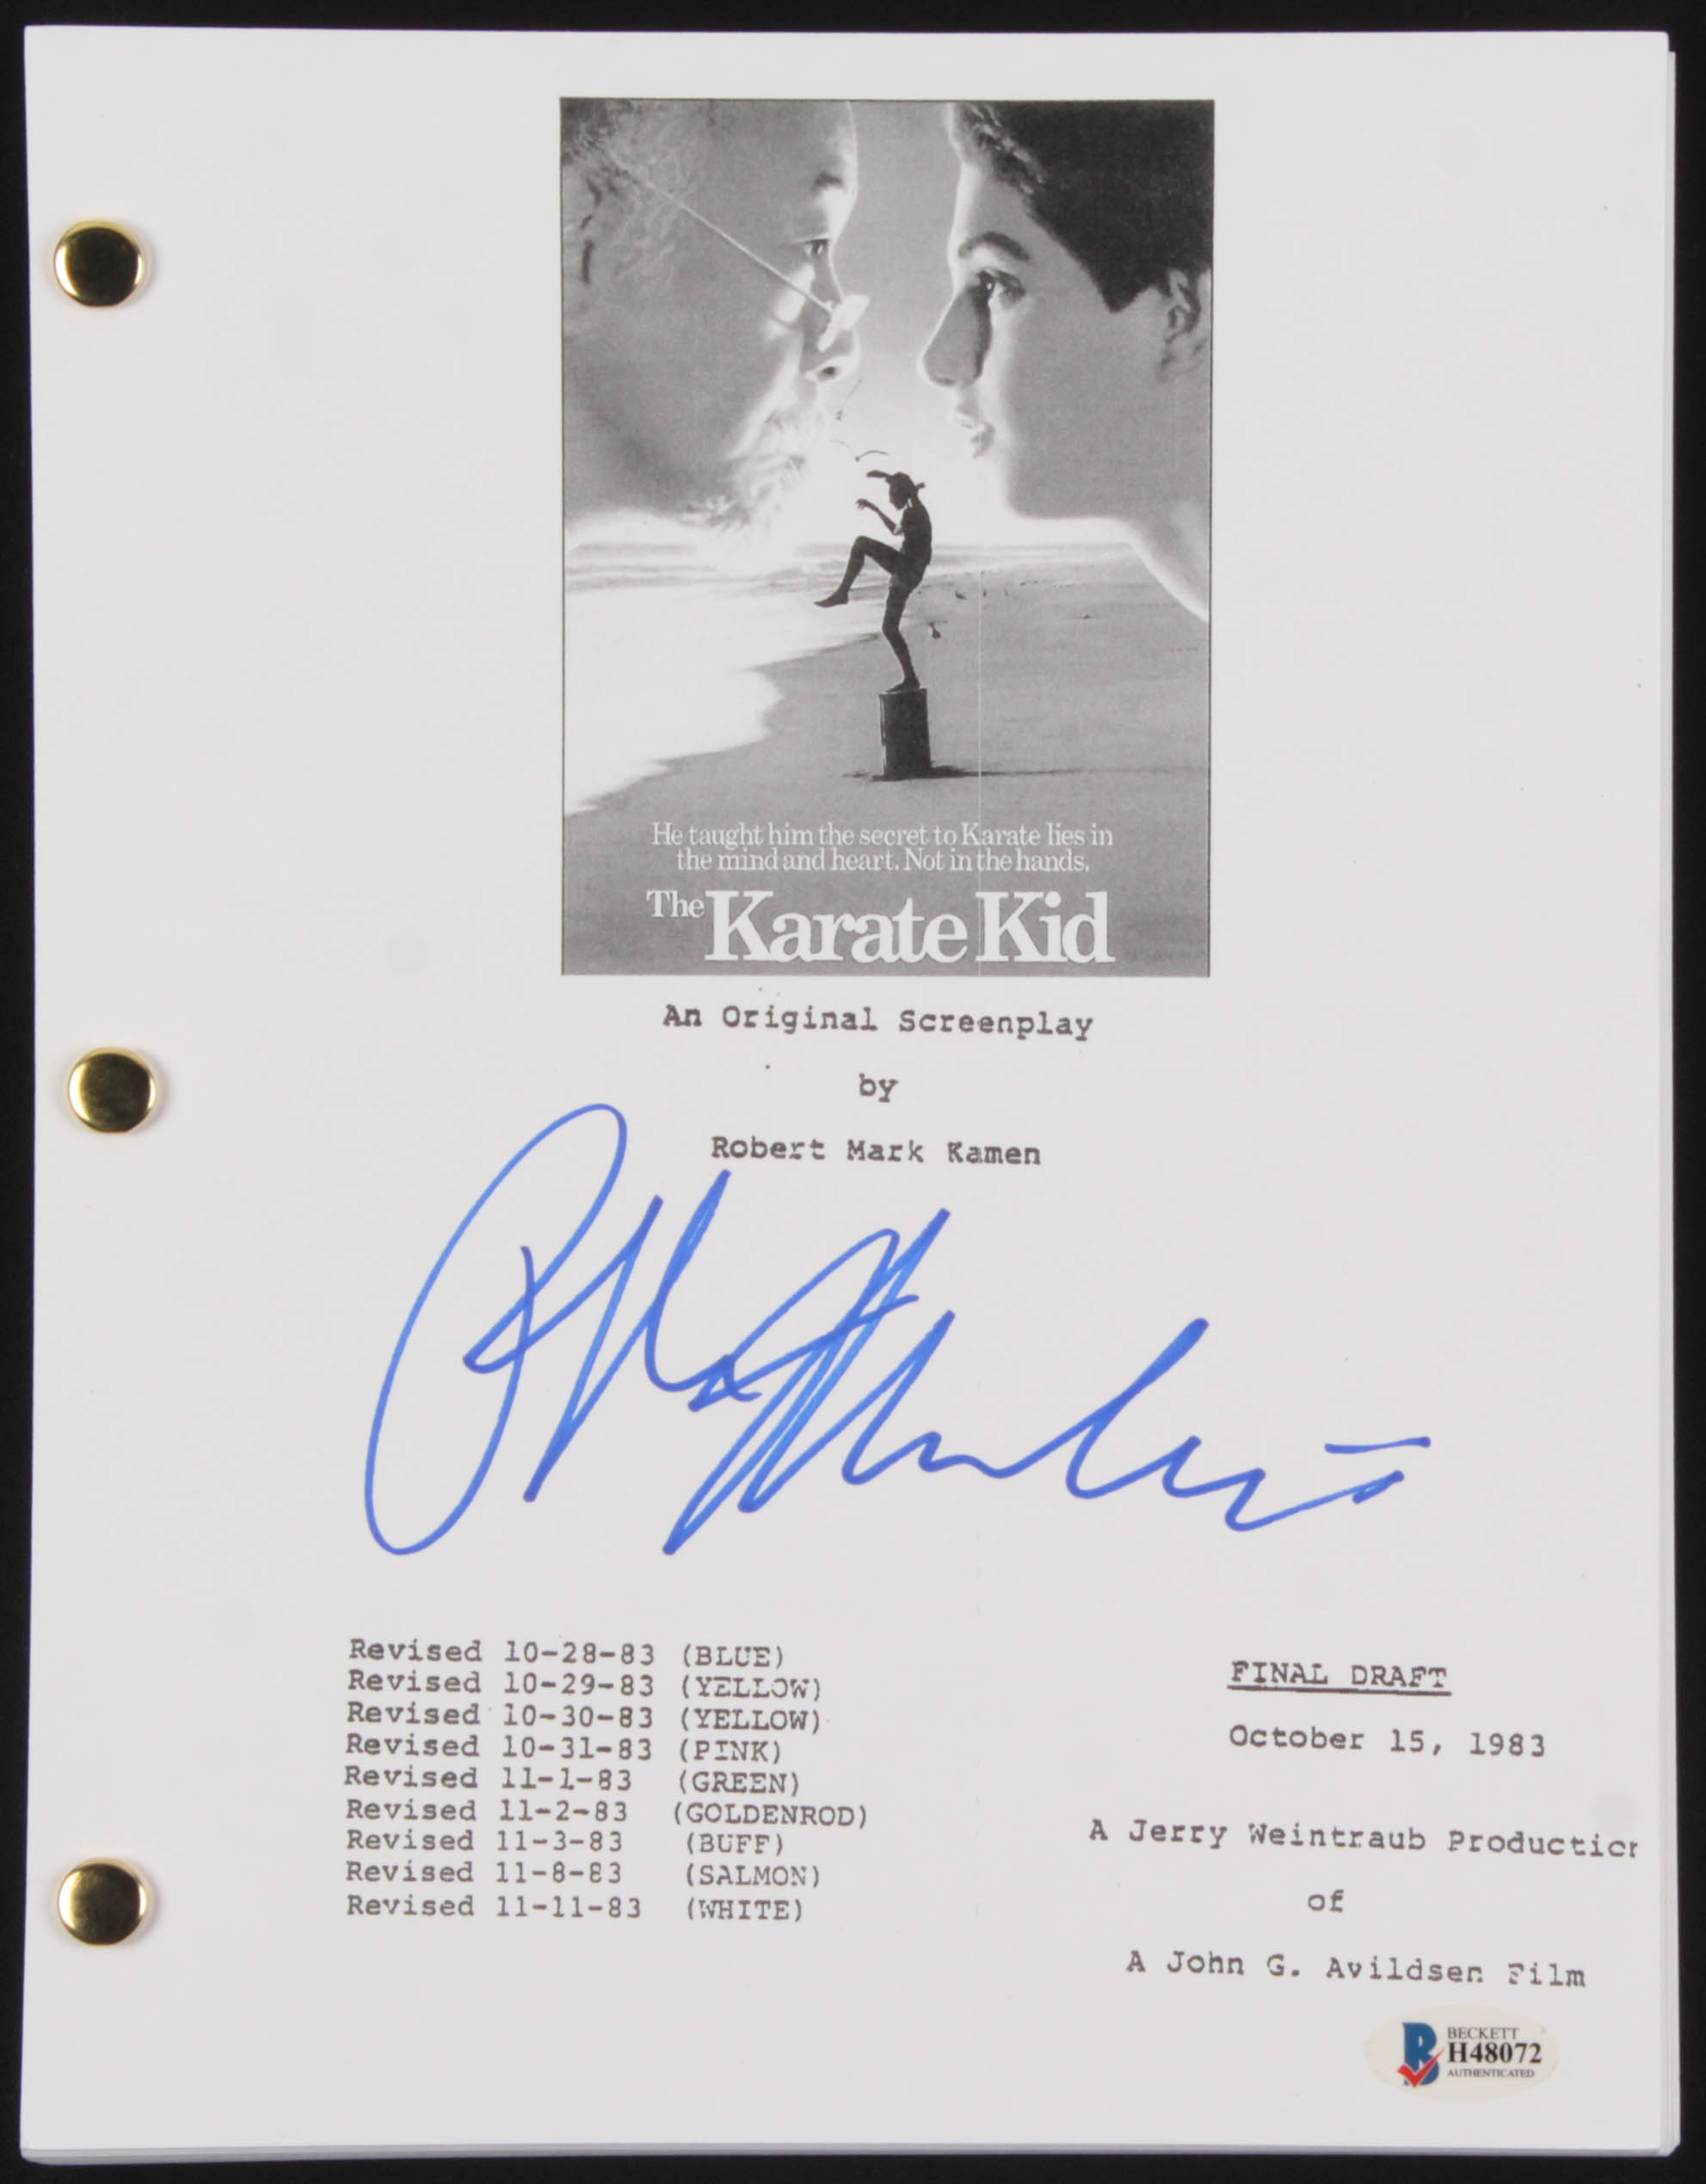 He taught him the secret to Karate lies in
the mind and heart. Not in the hands.
The Karate Kid
An Original Screenplay
by
Robert Mark Kamen
Revised 10-28-83 (BLUE)
Revised 10-29-83 (YELLOW)
Revised 10-30-83 (YELLOW)
Revised 10-31-83 (PINK)
Revised 11-1-83 (GREEN)
Revised 11-2-83 (GOLDENROD)
Revised 11-3-83 (BUFF)
Revised 11-8-83 (SALMON)
Revised 11-11-83 (WHITE)
FINAL DRAFT
October 15, 1983
A Jerry Weintraub Production
of
A John G. Avildsen Film
BECKETT
H48072
AUTHENTICATED